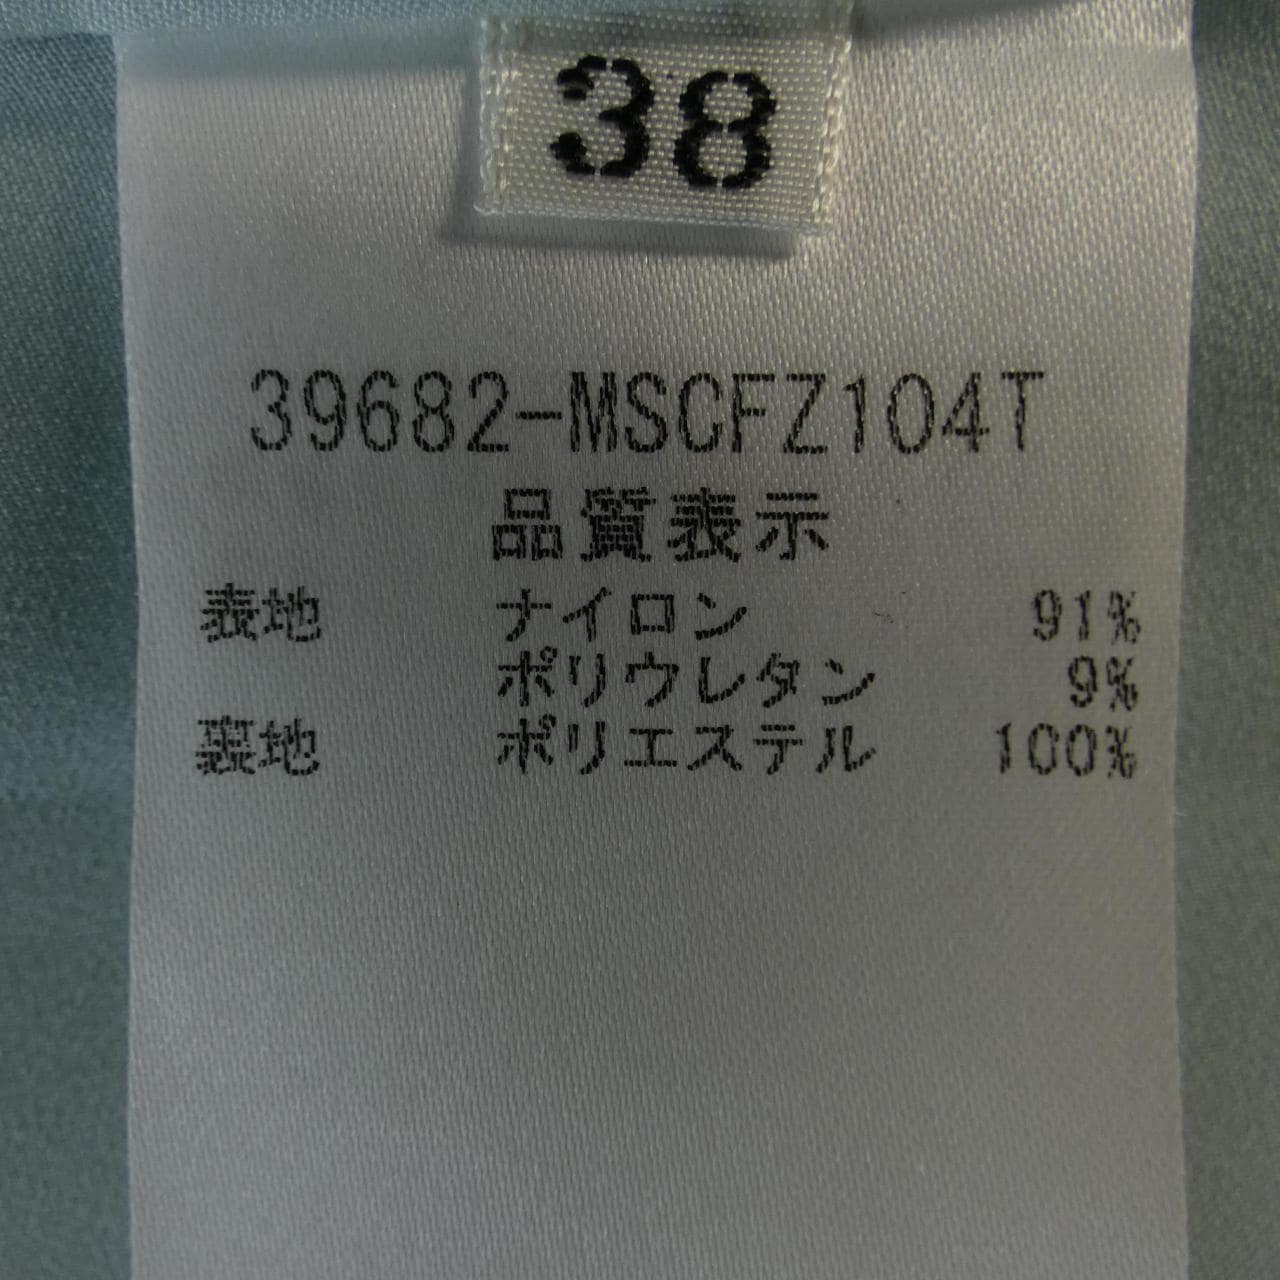 38
39682-MSCFZ104T
品質表示
表地 ナイロン 91%
ポリウレタン 9%
裏地 ポリエステル 100%